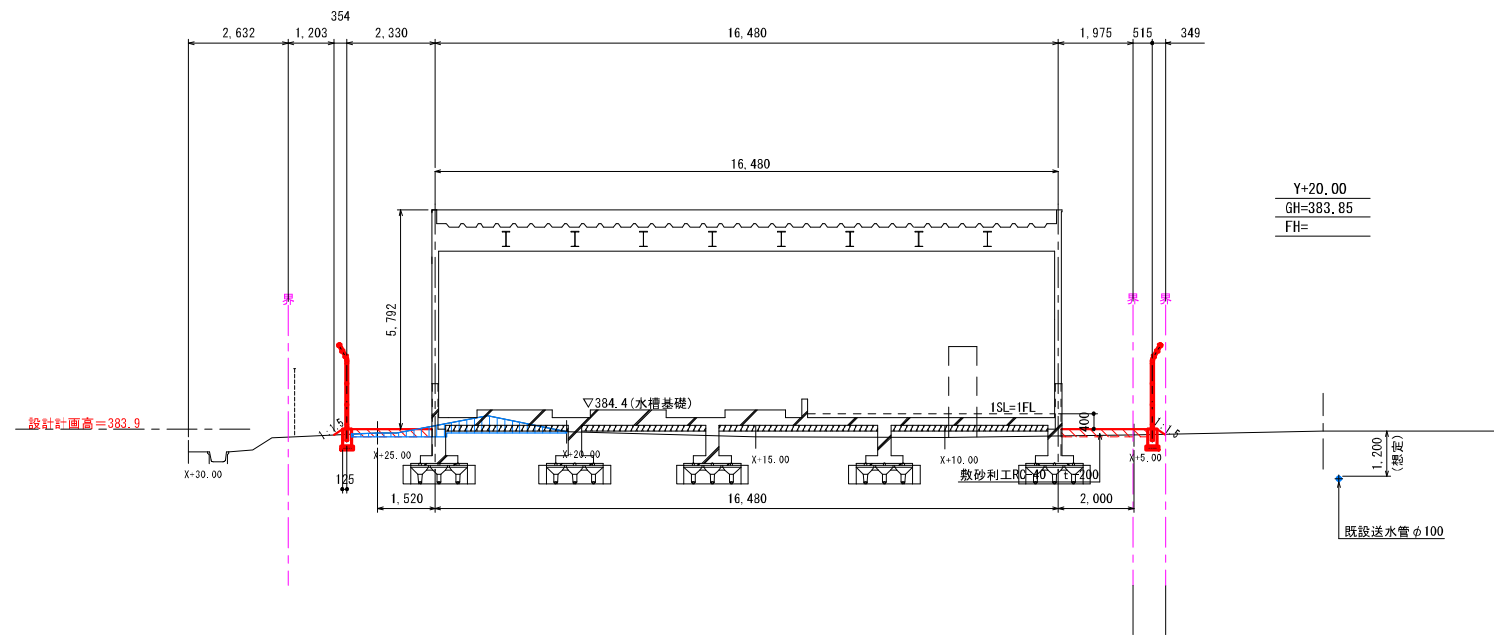 354
2,632
1,203
2,330
16,480
1,975
515
349
16,480
Y+20.00
GH=383.85
FH=
界
界
界
5,792
▽384.4(水槽基礎)
1SL=1FL
400
設計計画高=383.9
X+30.00
X+25.00
X+20.00
X+15.00
X+10.00
X+5.00
敷砂利工RC-40 t=200
125
1,520
16,480
2,000
1,200
(想定)
既設送水管φ100